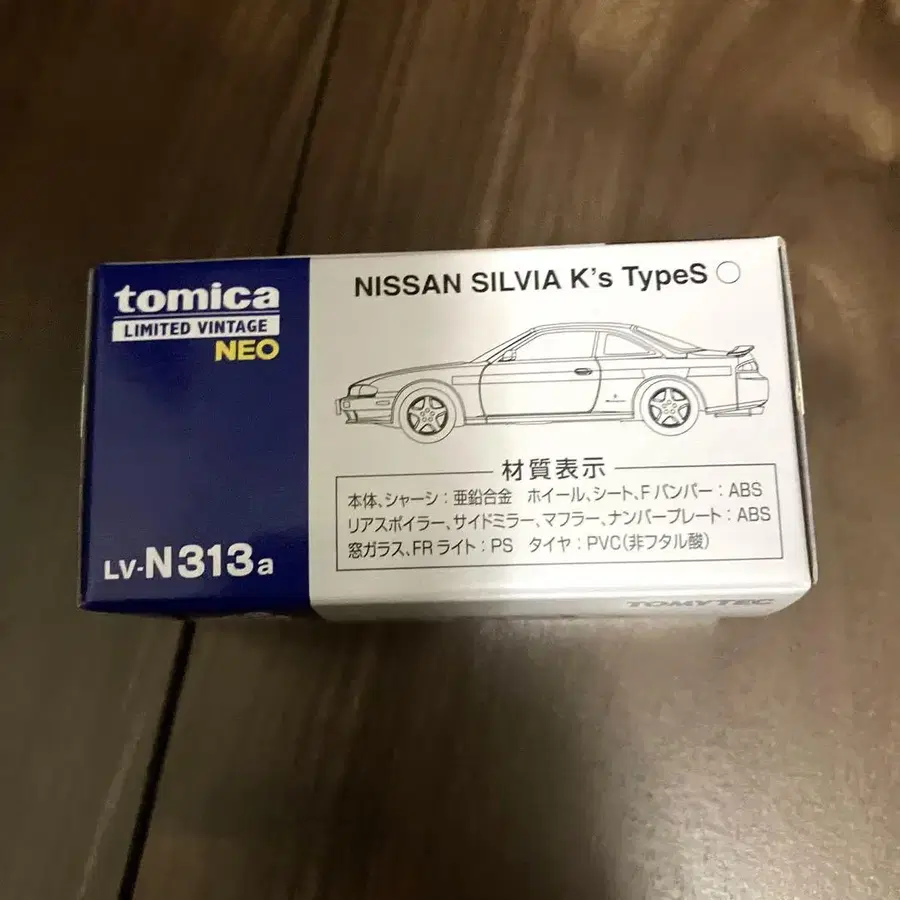 tomica
LIMITED VINTAGE
NEO
LV-N313a
NISSAN SILVIA K's TypeS
材質表示
本体、シャーシ:亜鉛合金 ホイール、シート、Fバンパー:ABS
リアスポイラー、サイドミラー、マフラー、ナンバープレート:ABS
窓ガラス、FRライト:PS タイヤ:PVC(非フタル酸)
TOMYTEC